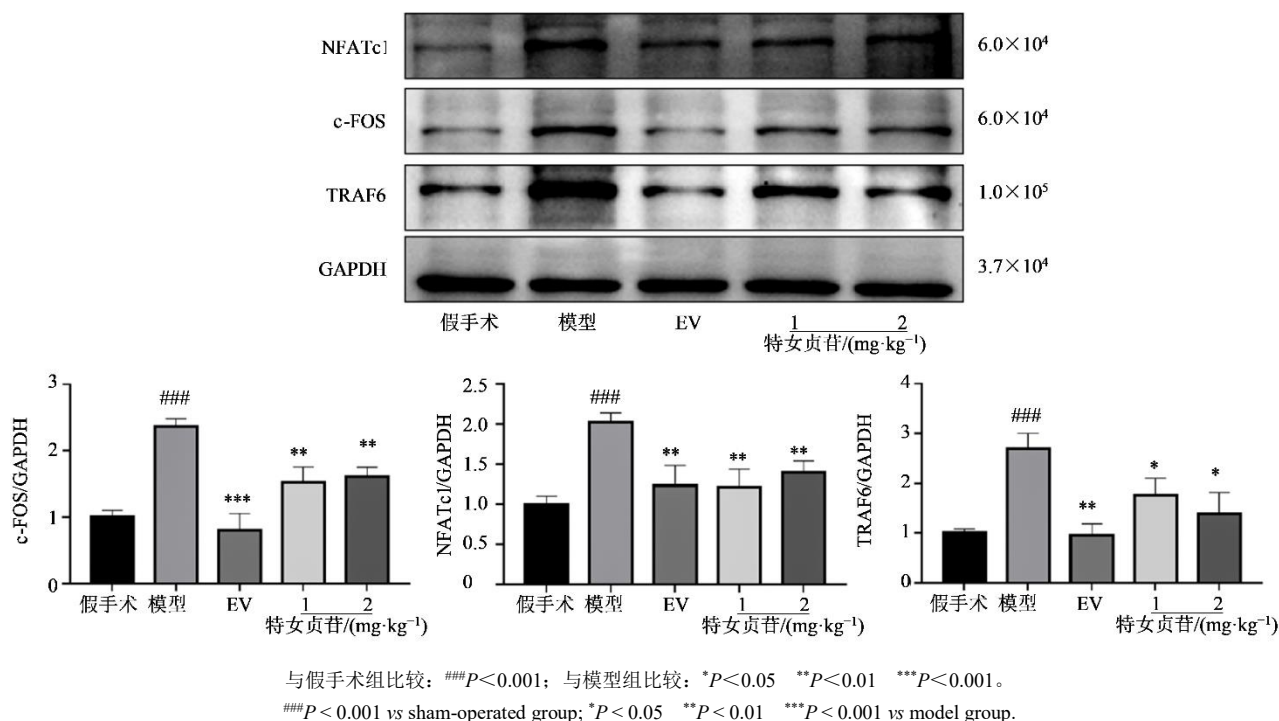 NFATc1 6.0×10⁴
c-FOS 6.0×10⁴
TRAF6 1.0×10⁵
GAPDH 3.7×10⁴
假手术 模型 EV 1 2
特女贞苷/(mg·kg⁻¹)
c-FOS/GAPDH
3
2
1
0
###
***
**
**
假手术 模型 EV 1 2
特女贞苷/(mg·kg⁻¹)
NFATc1/GAPDH
2.5
2.0
1.5
1.0
0.5
0
###
**
**
**
假手术 模型 EV 1 2
特女贞苷/(mg·kg⁻¹)
TRAF6/GAPDH
4
3
2
1
0
###
**
*
*
假手术 模型 EV 1 2
特女贞苷/(mg·kg⁻¹)
与假手术组比较：###P＜0.001；与模型组比较：*P＜0.05 **P＜0.01 ***P＜0.001。
###P < 0.001 vs sham-operated group; *P < 0.05 **P < 0.01 ***P < 0.001 vs model group.